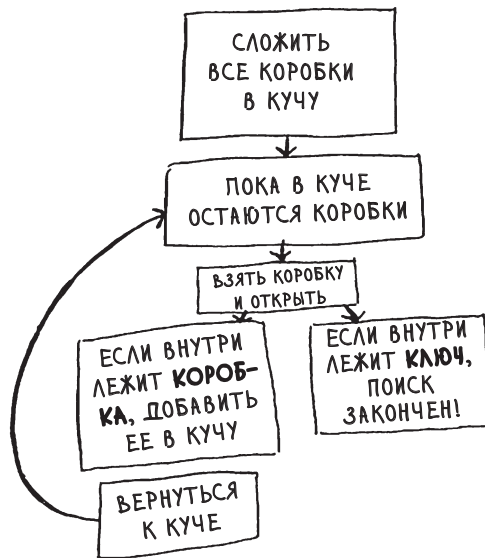 СЛОЖИТЬ
ВСЕ КОРОБКИ
В КУЧУ
ПОКА В КУЧЕ
ОСТАЮТСЯ КОРОБКИ
ВЗЯТЬ КОРОБКУ
И ОТКРЫТЬ
ЕСЛИ ВНУТРИ
ЛЕЖИТ КОРОБ-
КА, ДОБАВИТЬ
ЕЕ В КУЧУ
ЕСЛИ ВНУТРИ
ЛЕЖИТ КЛЮЧ,
ПОИСК
ЗАКОНЧЕН!
ВЕРНУТЬСЯ
К КУЧЕ